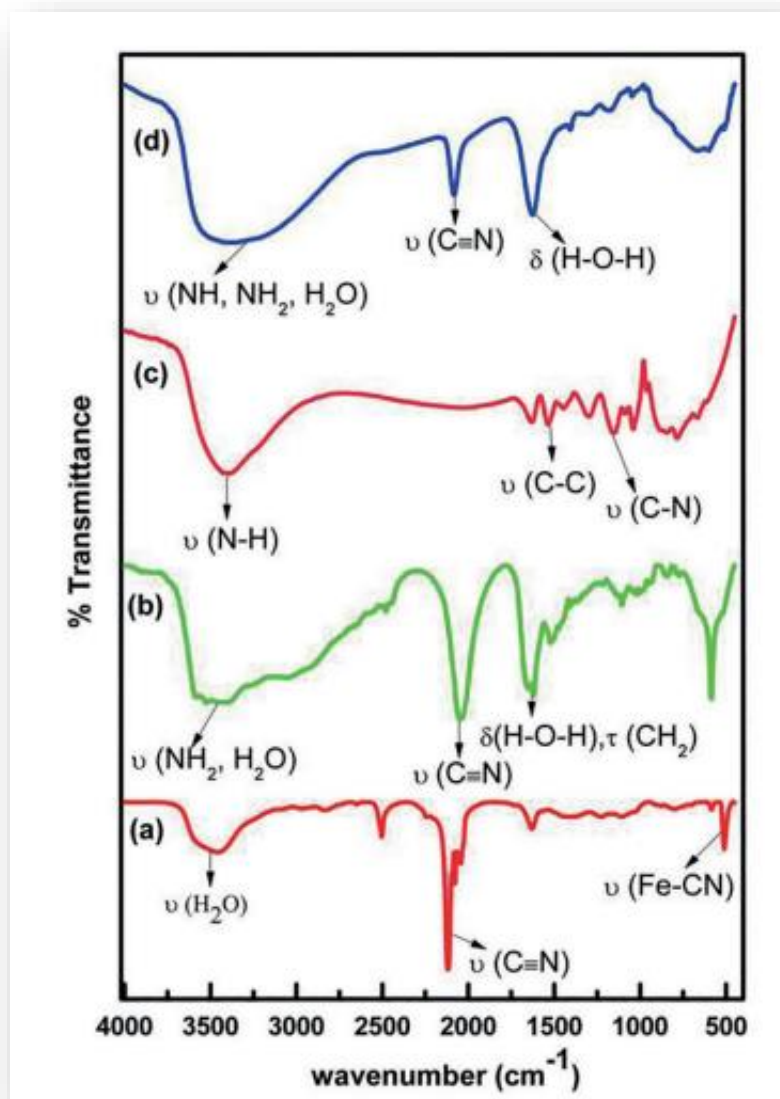 (d)
υ (C≡N)
δ (H-O-H)
υ (NH, NH₂, H₂O)
(c)
υ (C-C)
υ (C-N)
υ (N-H)
% Transmittance
(b)
δ(H-O-H),τ (CH₂)
υ (NH₂, H₂O)
υ (C≡N)
(a)
υ (Fe-CN)
υ (H₂O)
υ (C≡N)
4000 3500 3000 2500 2000 1500 1000 500
wavenumber (cm⁻¹)